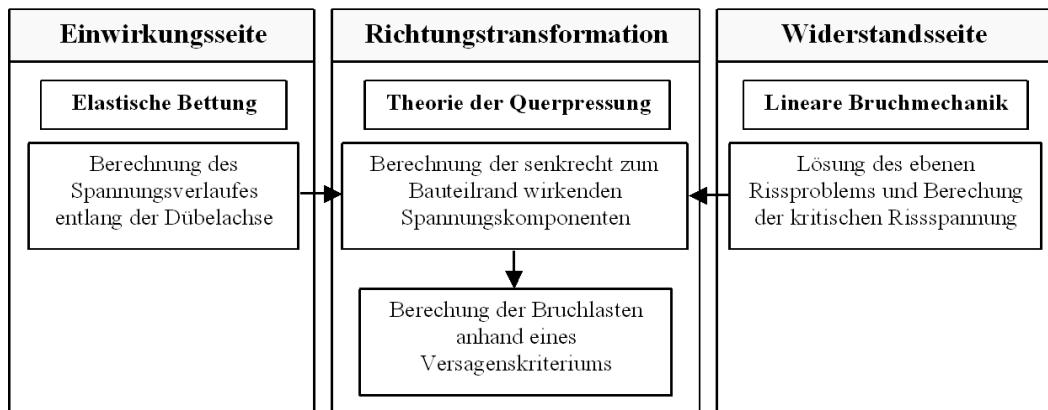 Einwirkungsseite
Elastische Bettung
Berechnung des
Spannungsverlaufes
entlang der Dübelachse
Richtungstransformation
Theorie der Querpressung
Berechnung der senkrecht zum
Bauteilrand wirkenden
Spannungskomponenten
Berechung der Bruchlasten
anhand eines
Versagenskriteriums
Widerstandsseite
Lineare Bruchmechanik
Lösung des ebenen
Rissproblems und Berechung
der kritischen Rissspannung